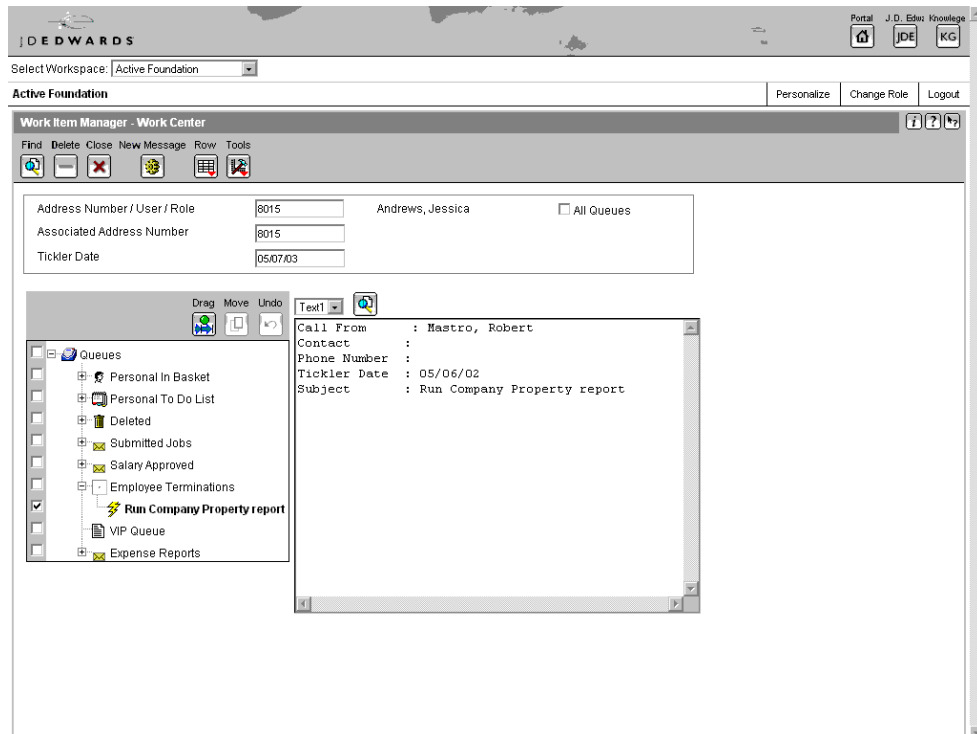 Portal J.D. Edw: Knowlege
JDEDWARDS
JDE KG
Select Workspace: Active Foundation
Active Foundation Personalize Change Role Logout
Work Item Manager - Work Center i ? ?
Find Delete Close New Message Row Tools
Address Number / User / Role 8015 Andrews, Jessica All Queues
Associated Address Number 8015
Tickler Date 05/07/03
Drag Move Undo Text1
Queues
Personal In Basket
Personal To Do List
Deleted
Submitted Jobs
Salary Approved
Employee Terminations
Run Company Property report
VIP Queue
Expense Reports
Call From : Mastro, Robert
Contact :
Phone Number :
Tickler Date : 05/06/02
Subject : Run Company Property report